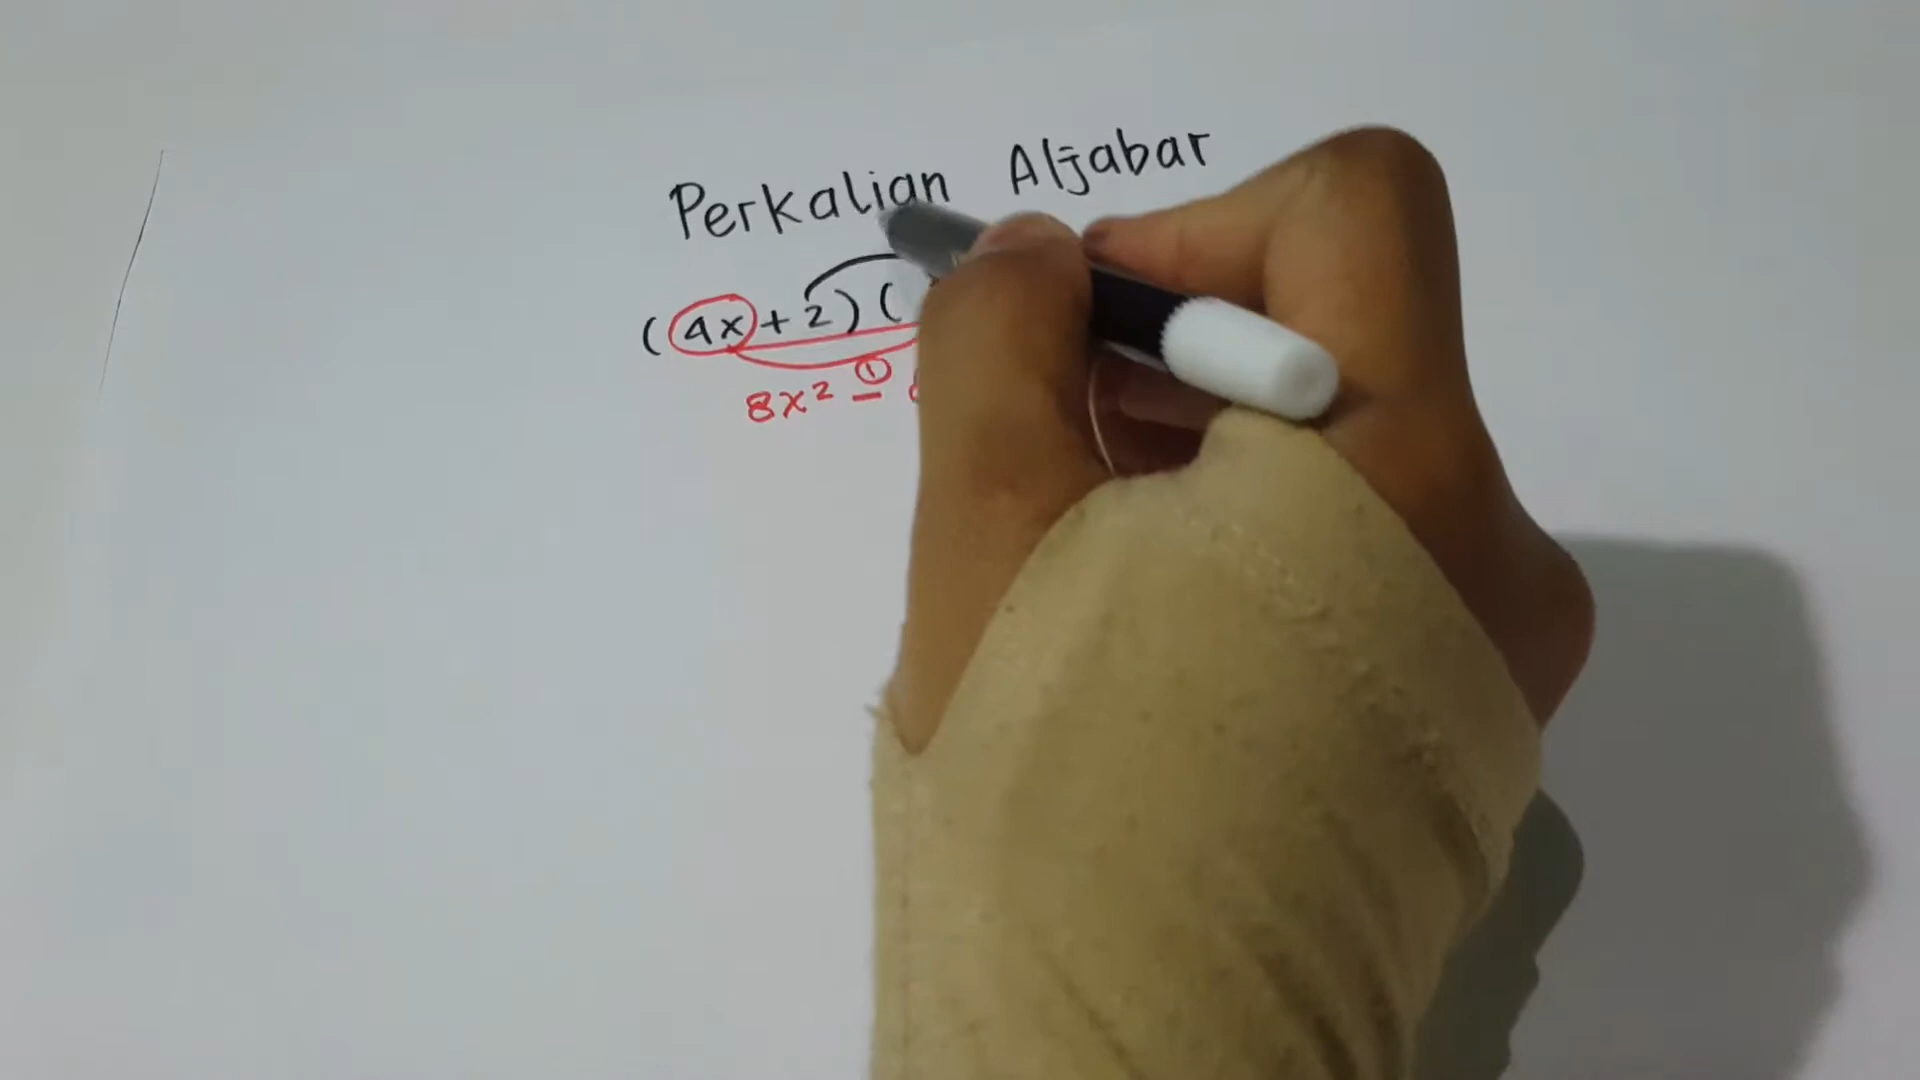 Perkalian Aljabar
(4x+2)(
①
8x² –